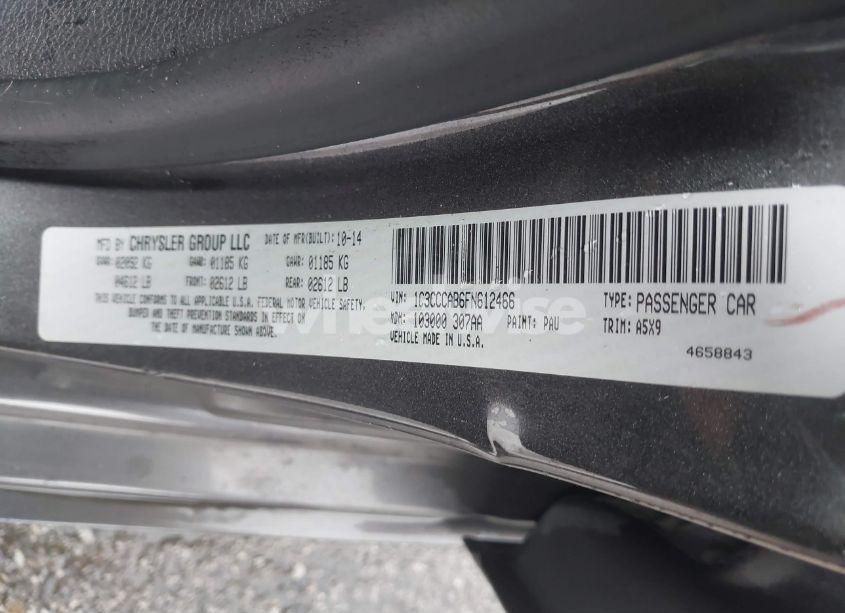 MFD BY CHRYSLER GROUP LLC DATE OF MFR(BUILT): 10-14
GVWR: 02052 KG GAWR: 01185 KG GAWR: 01185 KG
04612 LB FRONT: 02612 LB REAR: 02612 LB
THIS VEHICLE CONFORMS TO ALL APPLICABLE U.S.A. FEDERAL MOTOR VEHICLE SAFETY,
BUMPER AND THEFT PREVENTION STANDARDS IN EFFECT ON
THE DATE OF MANUFACTURE SHOWN ABOVE.
VIN: 1C3CCCAB6FN612466 TYPE: PASSENGER CAR
MDH: 103000 307AA PAINT: PAU TRIM: A5X9
VEHICLE MADE IN U.S.A. 4658843